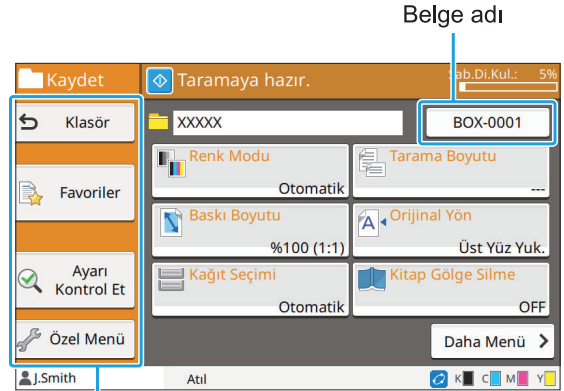 Belge adı
Kaydet
Taramaya hazır.
Sab.Di.Kul.: 5%
Klasör
XXXXX
BOX-0001
Renk Modu
Otomatik
Tarama Boyutu
---
Favoriler
Baskı Boyutu
%100 (1:1)
Orijinal Yön
Üst Yüz Yuk.
Ayarı
Kontrol Et
Kağıt Seçimi
Otomatik
Kitap Gölge Silme
OFF
Özel Menü
Daha Menü
J.Smith
Atıl
K C M Y